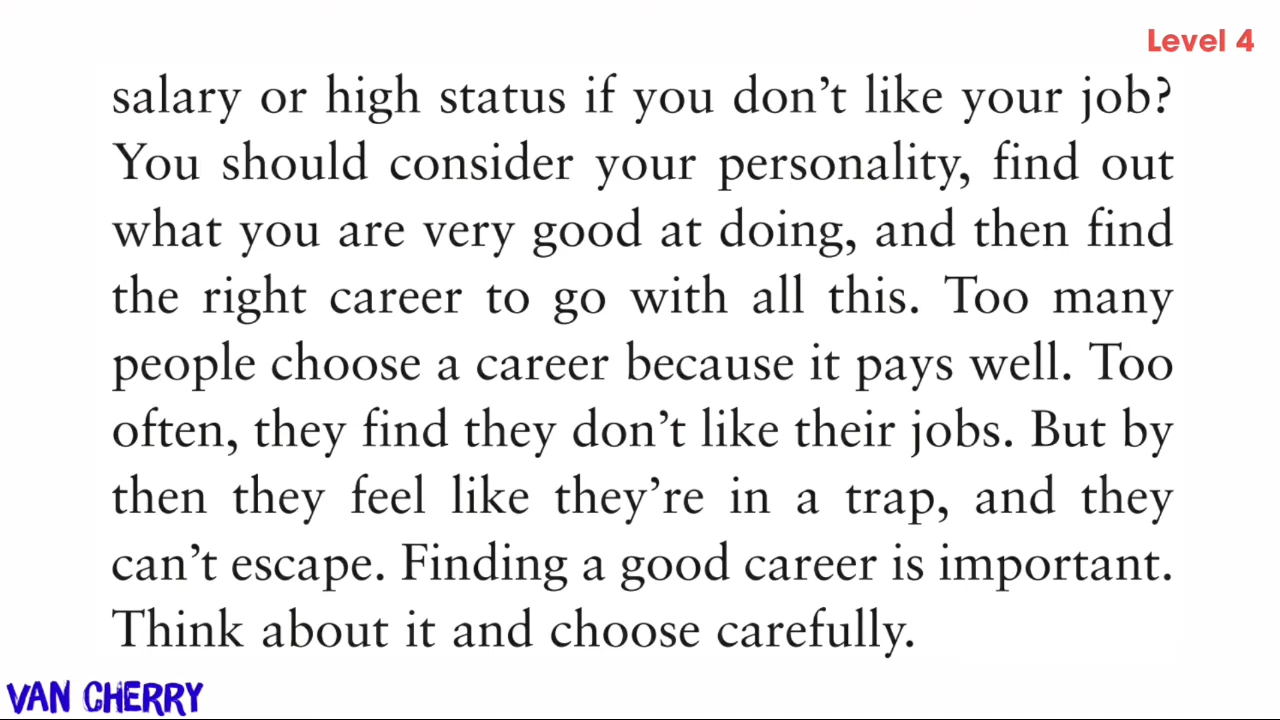 Level 4
salary or high status if you don’t like your job?
You should consider your personality, find out
what you are very good at doing, and then find
the right career to go with all this. Too many
people choose a career because it pays well. Too
often, they find they don’t like their jobs. But by
then they feel like they’re in a trap, and they
can’t escape. Finding a good career is important.
Think about it and choose carefully.
VAN CHERRY